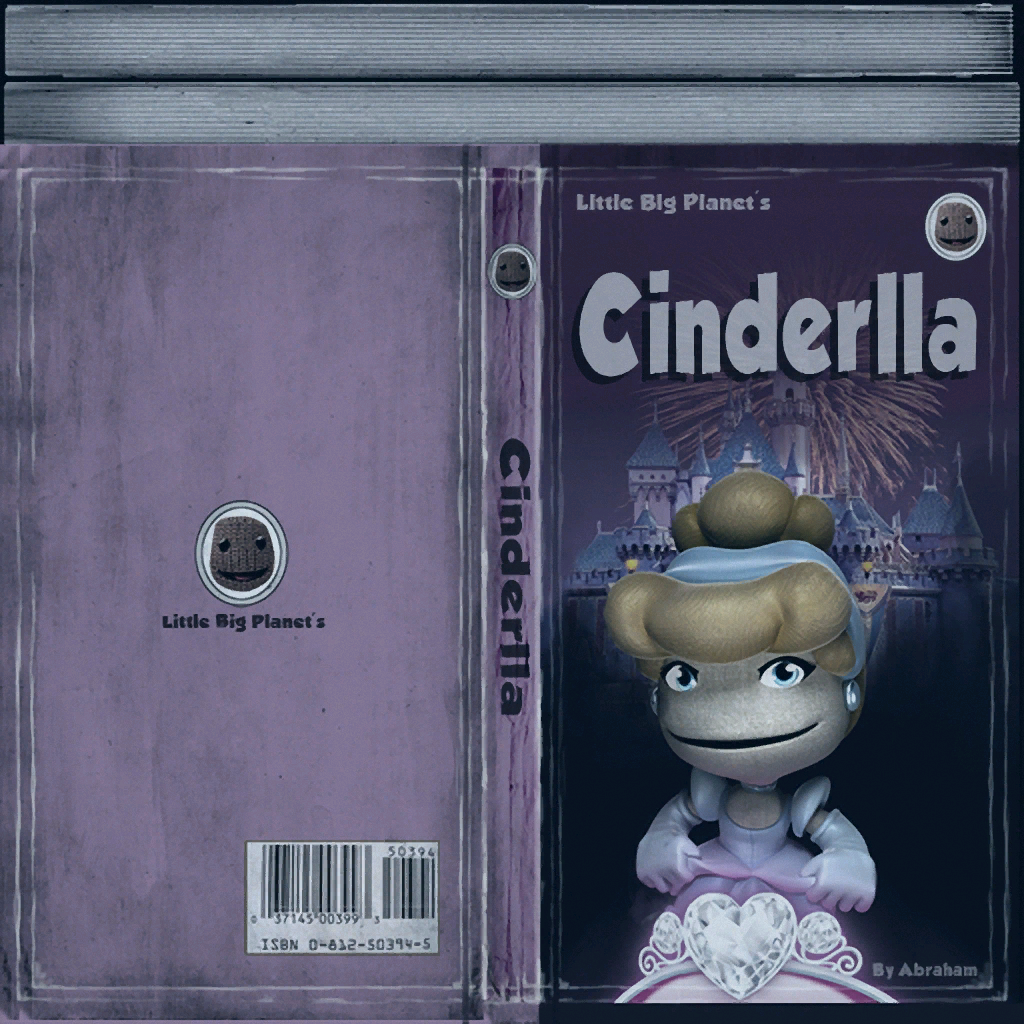 Little Big Planet's
Cinderlla
By Abraham
Cinderlla
Little Big Planet's
50394
0 37145 00399 3
ISBN 0-812-50394-5